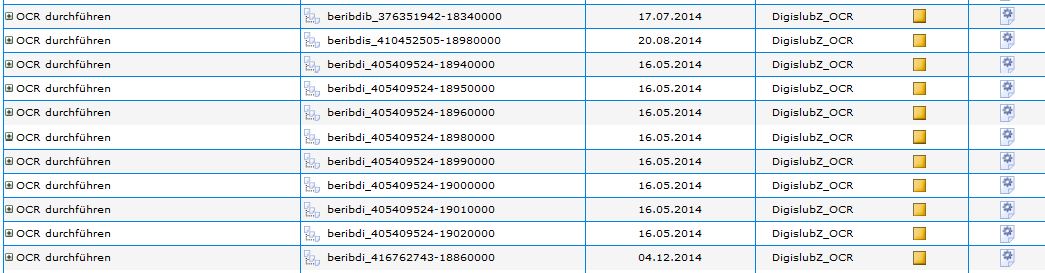 OCR durchführen beribdib_376351942-18340000 17.07.2014 DigislubZ_OCR
OCR durchführen beribdis_410452505-18980000 20.08.2014 DigislubZ_OCR
OCR durchführen beribdi_405409524-18940000 16.05.2014 DigislubZ_OCR
OCR durchführen beribdi_405409524-18950000 16.05.2014 DigislubZ_OCR
OCR durchführen beribdi_405409524-18960000 16.05.2014 DigislubZ_OCR
OCR durchführen beribdi_405409524-18980000 16.05.2014 DigislubZ_OCR
OCR durchführen beribdi_405409524-18990000 16.05.2014 DigislubZ_OCR
OCR durchführen beribdi_405409524-19000000 16.05.2014 DigislubZ_OCR
OCR durchführen beribdi_405409524-19010000 16.05.2014 DigislubZ_OCR
OCR durchführen beribdi_405409524-19020000 16.05.2014 DigislubZ_OCR
OCR durchführen beribdi_416762743-18860000 04.12.2014 DigislubZ_OCR